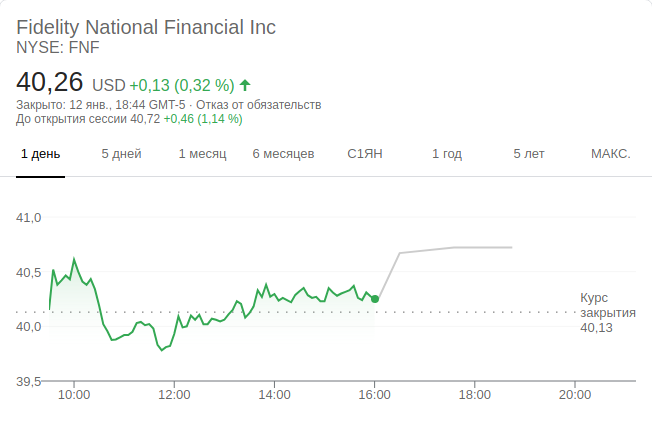 Fidelity National Financial Inc
NYSE: FNF
40,26 USD +0,13 (0,32 %)
Закрыто: 12 янв., 18:44 GMT-5 · Отказ от обязательств
До открытия сессии 40,72 +0,46 (1,14 %)
1 день 5 дней 1 месяц 6 месяцев С1ЯН 1 год 5 лет МАКС.
41,0
40,5
Курс
закрытия
40,13
40,0
39,5
10:00 12:00 14:00 16:00 18:00 20:00